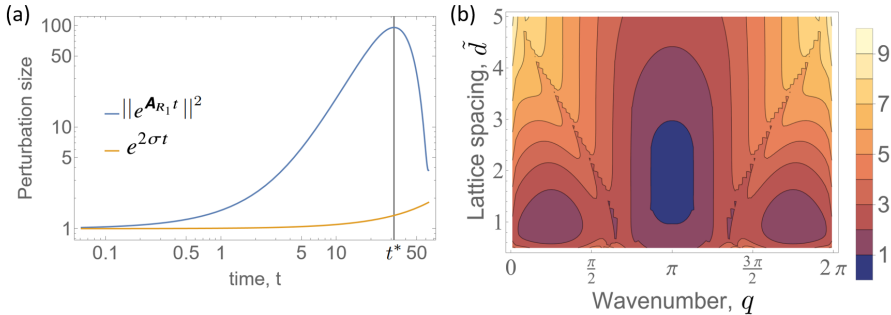 (a)
Perturbation size
100
50
10
5
1
||e^{A_{R_1} t}||^2
e^{2σt}
0.1
0.5
1
5
10
t*
50
time, t
(b)
Lattice spacing, d̃
5
4
3
2
1
0
π/2
π
3π/2
2π
Wavenumber, q
9
7
5
3
1